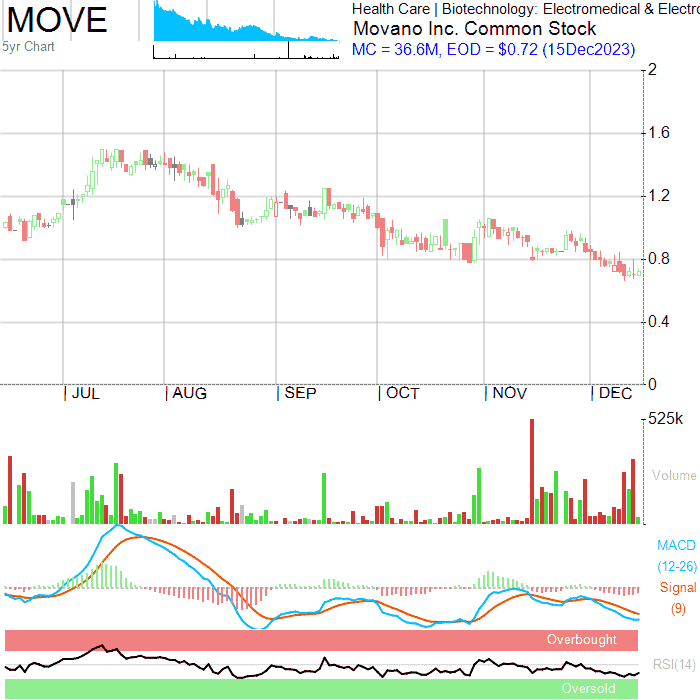 MOVE
5yr Chart
Health Care | Biotechnology: Electromedical & Electro
Movano Inc. Common Stock
MC = 36.6M, EOD = $0.72 (15Dec2023)
2
1.6
1.2
0.8
0.4
0
JUL AUG SEP OCT NOV DEC
525k
Volume
MACD
(12-26)
Signal
(9)
Overbought
RSI(14)
Oversold